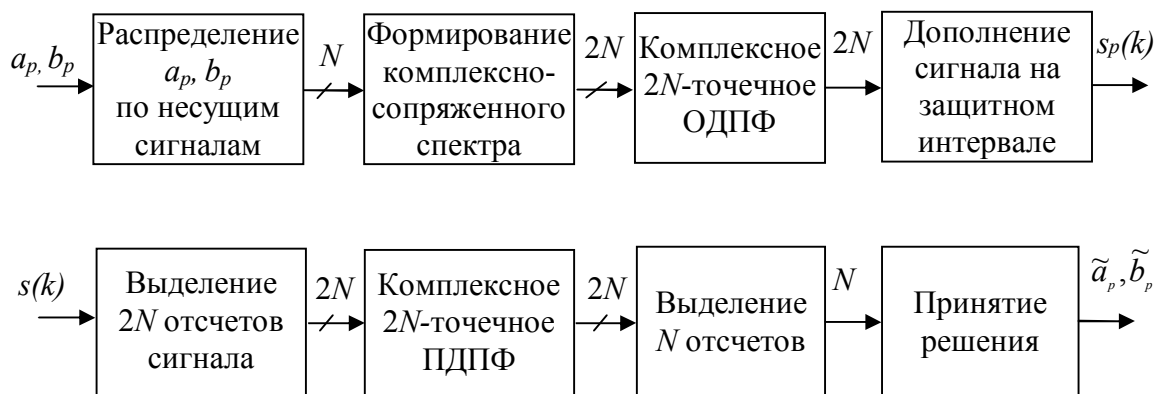 a_p, b_p
Распределение
a_p, b_p
по несущим
сигналам
N
Формирование
комплексно-
сопряженного
спектра
2N
Комплексное
2N-точечное
ОДПФ
2N
Дополнение
сигнала на
защитном
интервале
s_p(k)
s(k)
Выделение
2N отсчетов
сигнала
2N
Комплексное
2N-точечное
ПДПФ
2N
Выделение
N отсчетов
N
Принятие
решения
ã_p, b̃_p